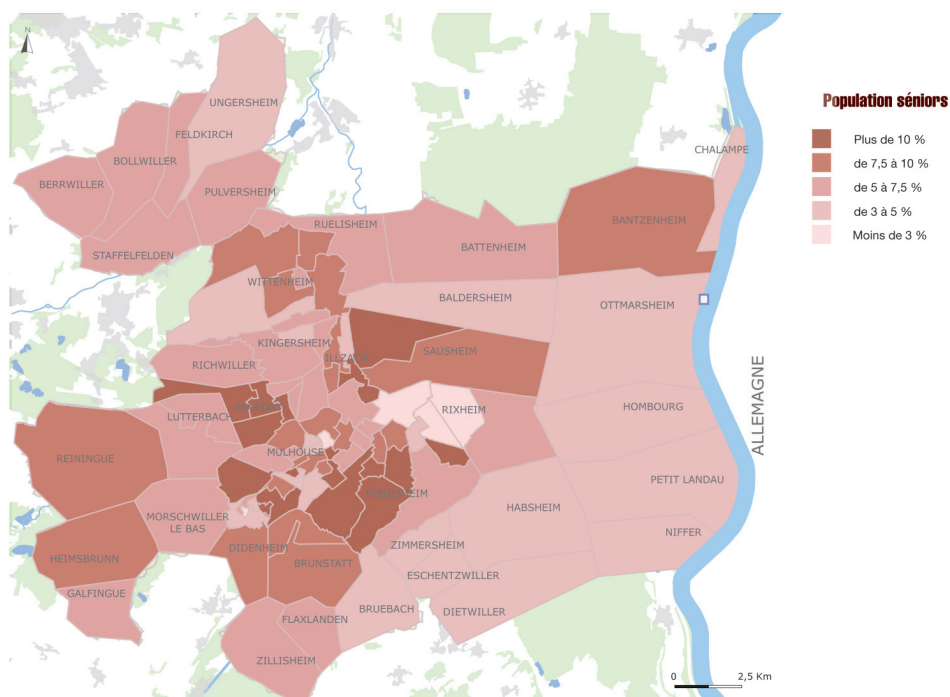 N
Population séniors
Plus de 10 %
de 7,5 à 10 %
de 5 à 7,5 %
de 3 à 5 %
Moins de 3 %
UNGERSHEIM
FELDKIRCH
BOLLWILLER
BERRWILLER
PULVERSHEIM
STAFFELFELDEN
CHALAMPE
BANTZENHEIM
RUELISHEIM
BATTENHEIM
WITTENHEIM
BALDERSHEIM
OTTMARSHEIM
KINGERSHEIM
ILLZACH
SAUSHEIM
RICHWILLER
ALLEMAGNE
LUTTERBACH
RIXHEIM
HOMBOURG
REININGUE
MULHOUSE
PETIT LANDAU
RIEDISHEIM
HABSHEIM
MORSCHWILLER
LE BAS
NIFFER
DIDENHEIM
ZIMMERSHEIM
HEIMSBRUNN
BRUNSTATT
ESCHENTZWILLER
GALFINGUE
BRUEBACH
DIETWILLER
FLAXLANDEN
ZILLISHEIM
0
2,5 Km